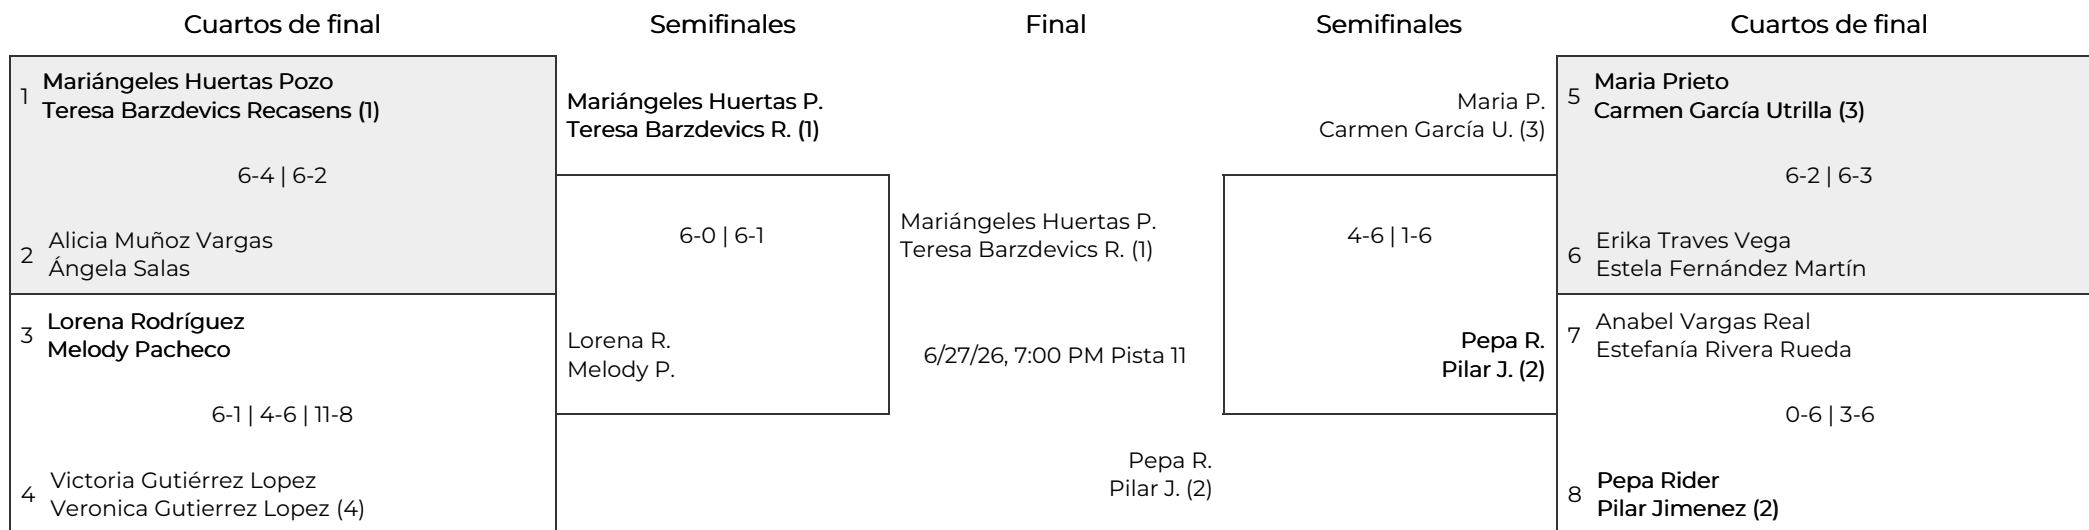 Cuartos de final
Semifinales
Final
Semifinales
Cuartos de final
1
Mariángeles Huertas Pozo
Teresa Barzdevics Recasens (1)
6-4 | 6-2
2
Alicia Muñoz Vargas
Ángela Salas
3
Lorena Rodríguez
Melody Pacheco
6-1 | 4-6 | 11-8
4
Victoria Gutiérrez Lopez
Veronica Gutierrez Lopez (4)
Mariángeles Huertas P.
Teresa Barzdevics R. (1)
6-0 | 6-1
Lorena R.
Melody P.
Mariángeles Huertas P.
Teresa Barzdevics R. (1)
6/27/26, 7:00 PM Pista 11
Pepa R.
Pilar J. (2)
Maria P.
Carmen García U. (3)
4-6 | 1-6
Pepa R.
Pilar J. (2)
5
Maria Prieto
Carmen García Utrilla (3)
6-2 | 6-3
6
Erika Traves Vega
Estela Fernández Martín
7
Anabel Vargas Real
Estefanía Rivera Rueda
0-6 | 3-6
8
Pepa Rider
Pilar Jimenez (2)